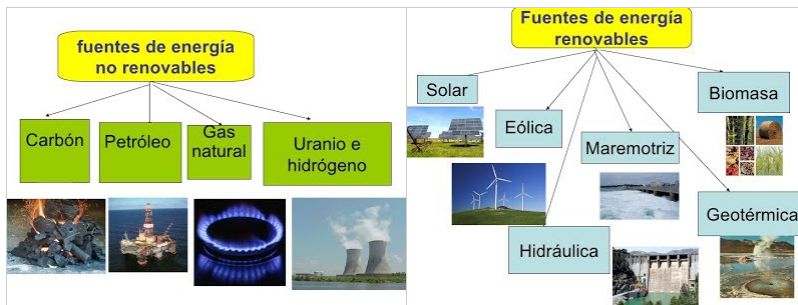 fuentes de energía
no renovables
Carbón
Petróleo
Gas
natural
Uranio e
hidrógeno
Fuentes de energía
renovables
Solar
Eólica
Maremotriz
Biomasa
Hidráulica
Geotérmica